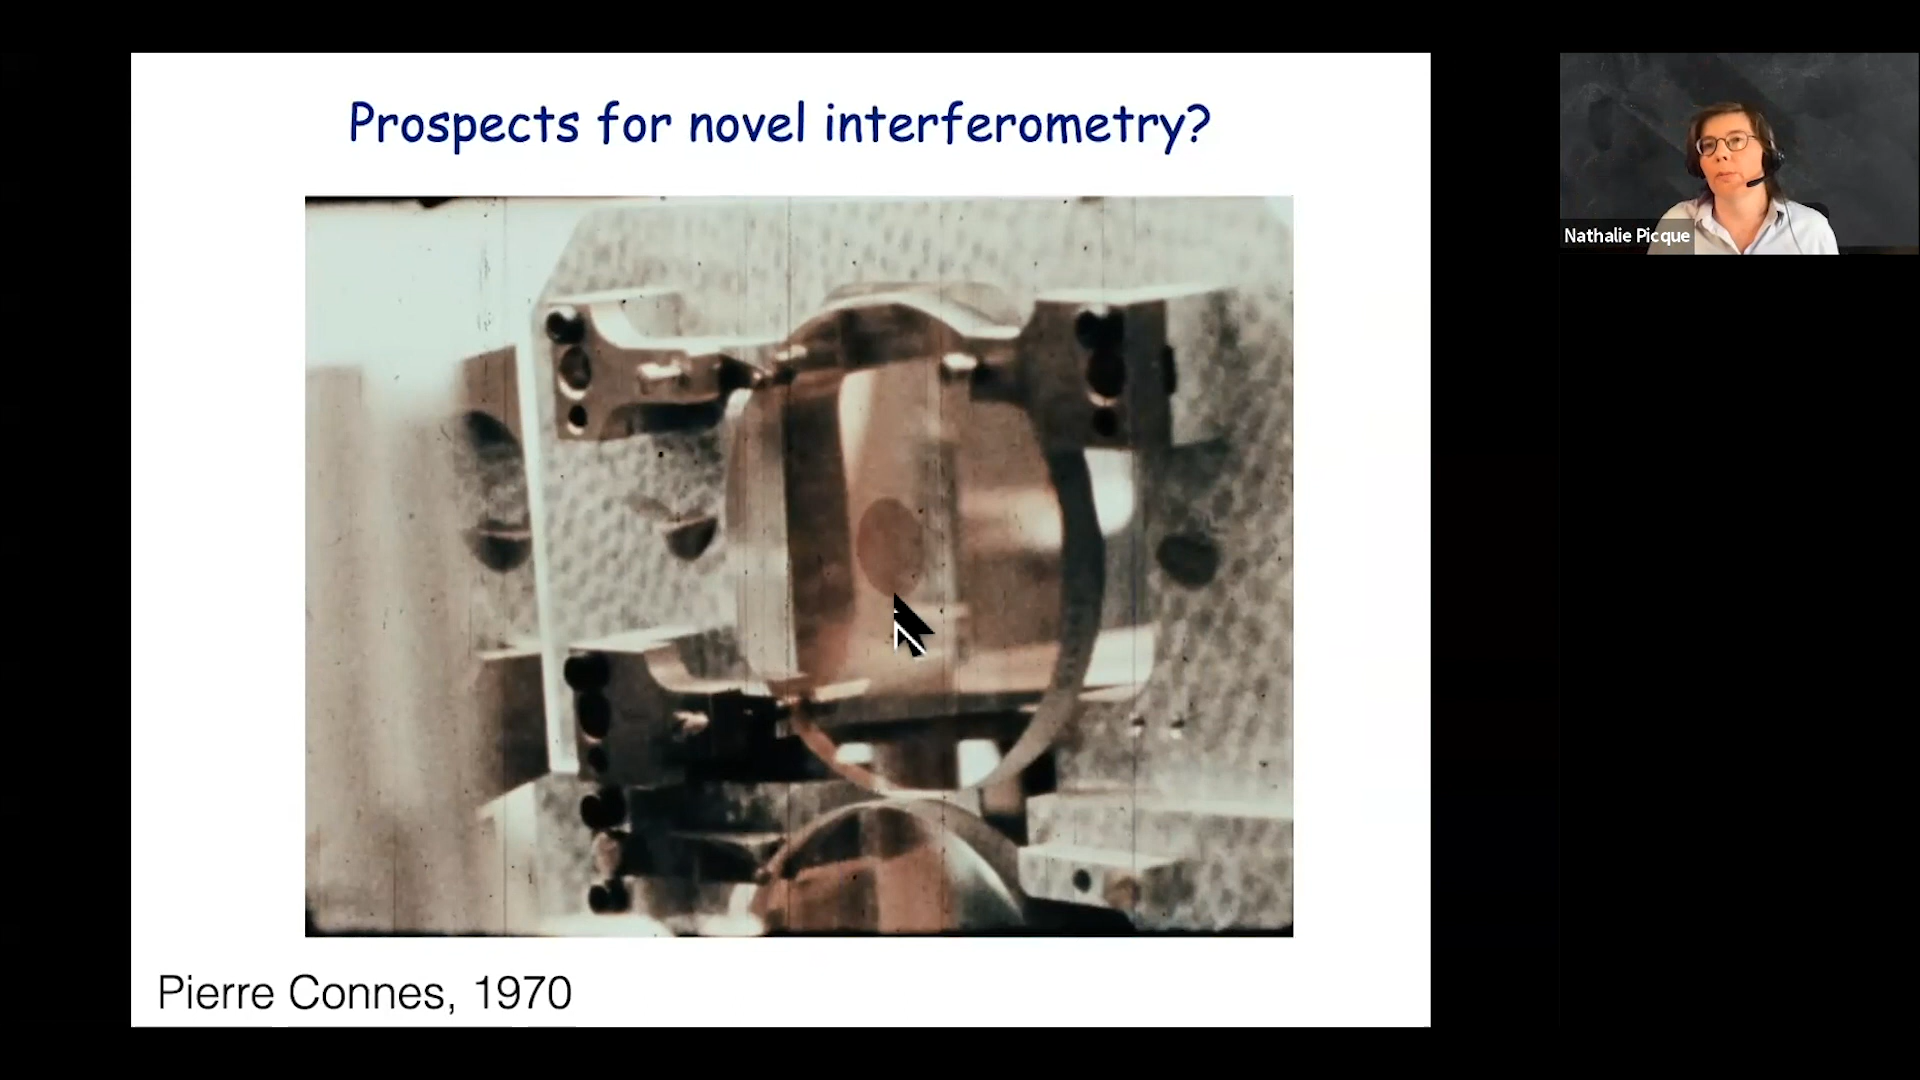 Prospects for novel interferometry?
Nathalie Picque
Pierre Connes, 1970